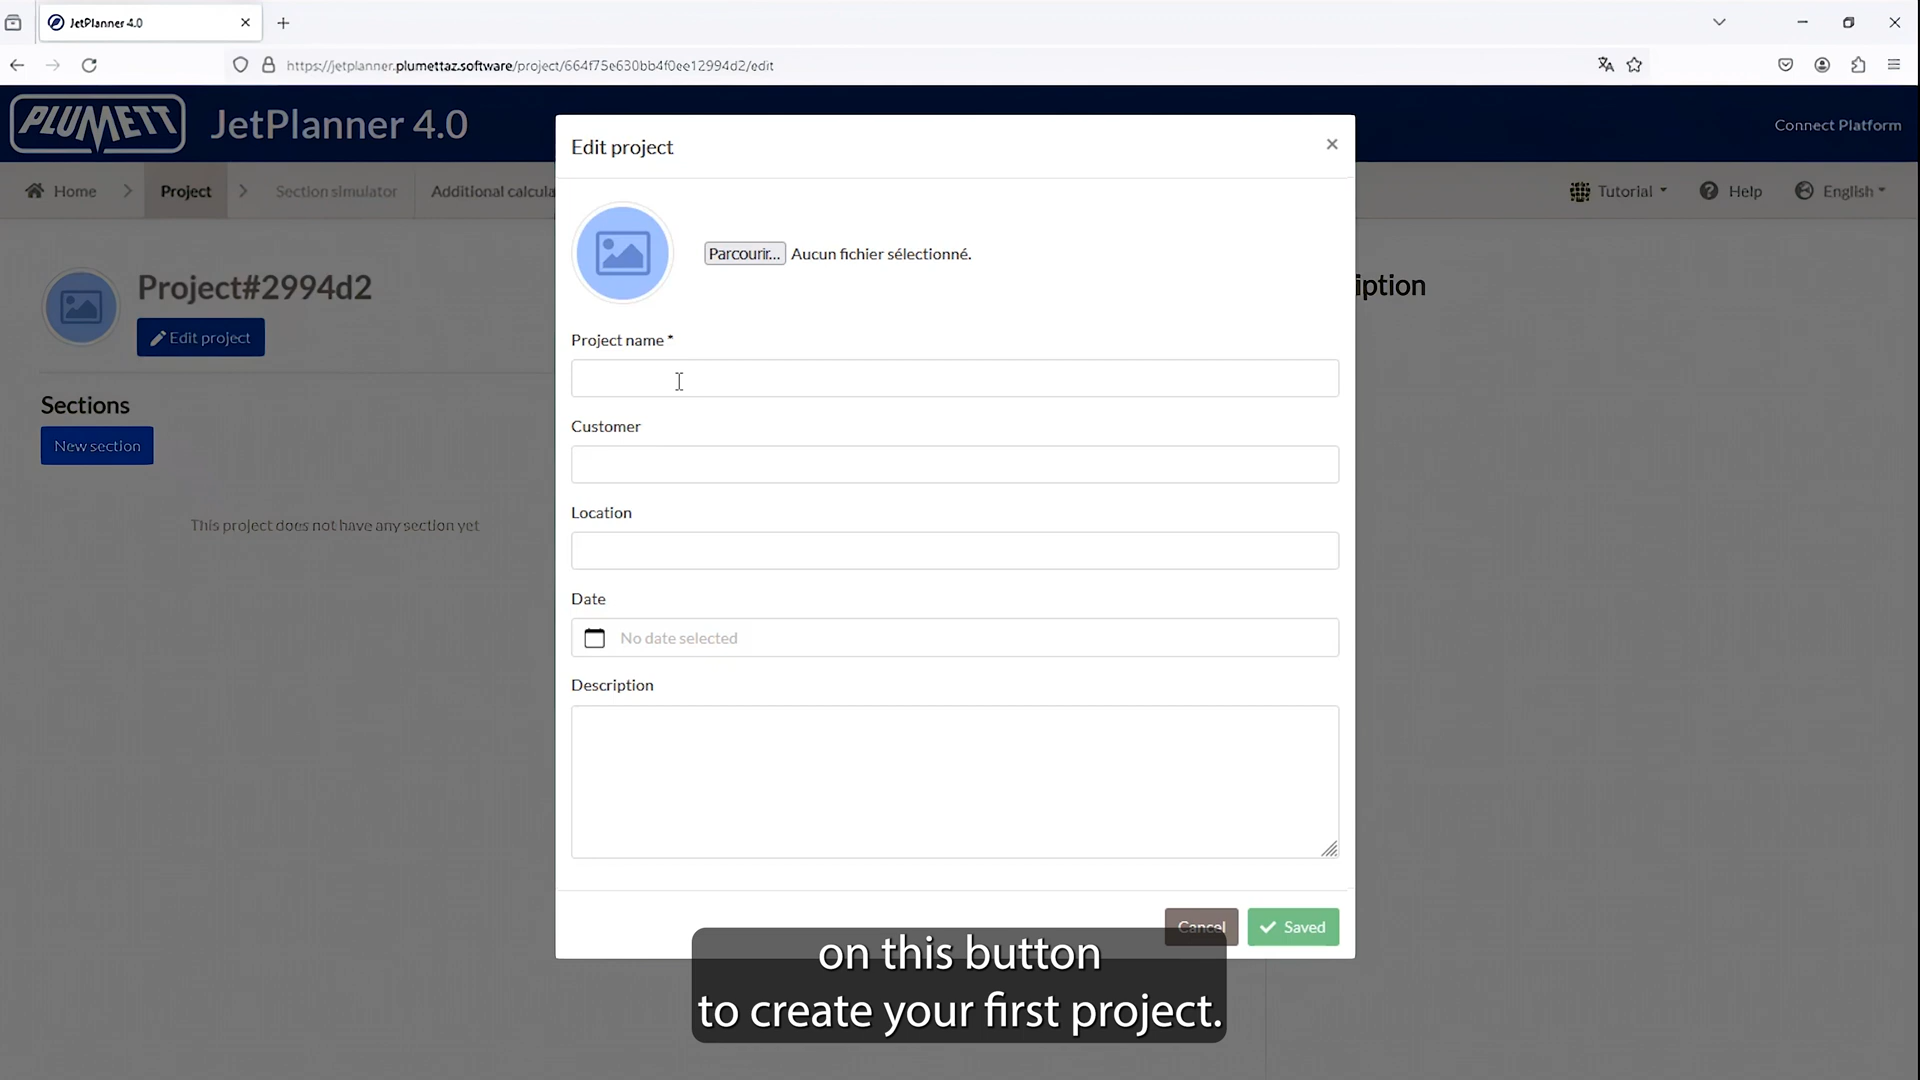 JetPlanner 4.0
https://jetplanner.plumettaz.software/project/664f75e630bb4f0ee12994d2/edit
PLUMETT
JetPlanner 4.0
Connect Platform
Home
Project
Section simulator
Additional calcula
Tutorial
Help
English
Edit project
×
Parcourir...
Aucun fichier sélectionné.
Project#2994d2
Edit project
iption
Project name *
Sections
New section
Customer
This project does not have any section yet
Location
Date
No date selected
Description
Cancel
Saved
on this button
to create your first project.